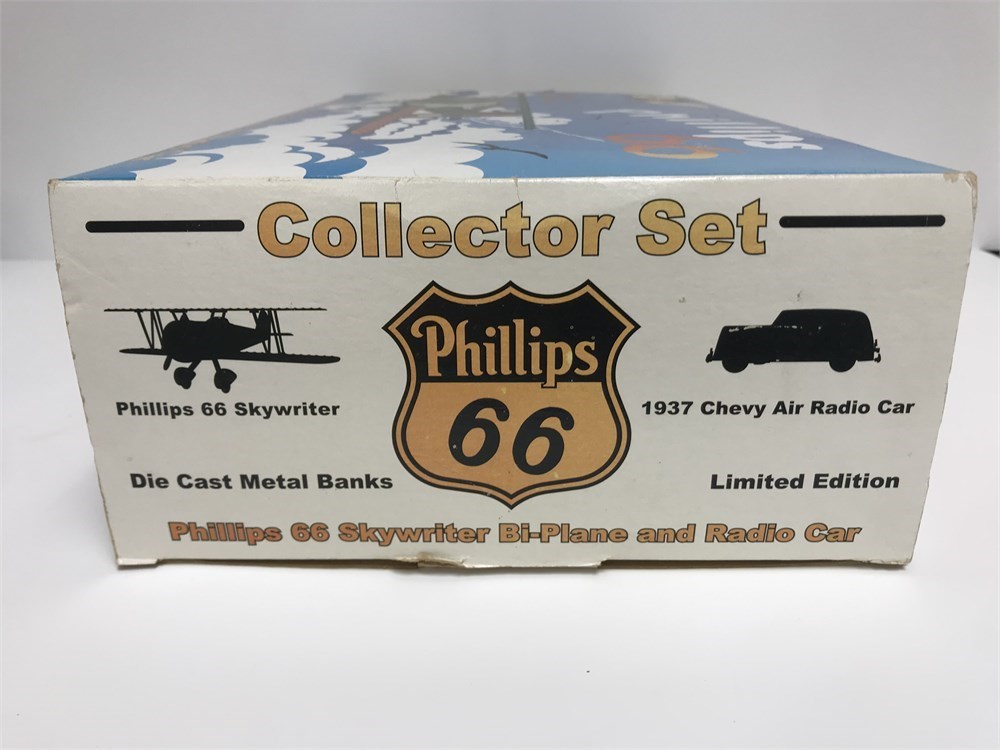 Collector Set
Phillips
66
Phillips 66 Skywriter
1937 Chevy Air Radio Car
Die Cast Metal Banks
Limited Edition
Phillips 66 Skywriter Bi-Plane and Radio Car